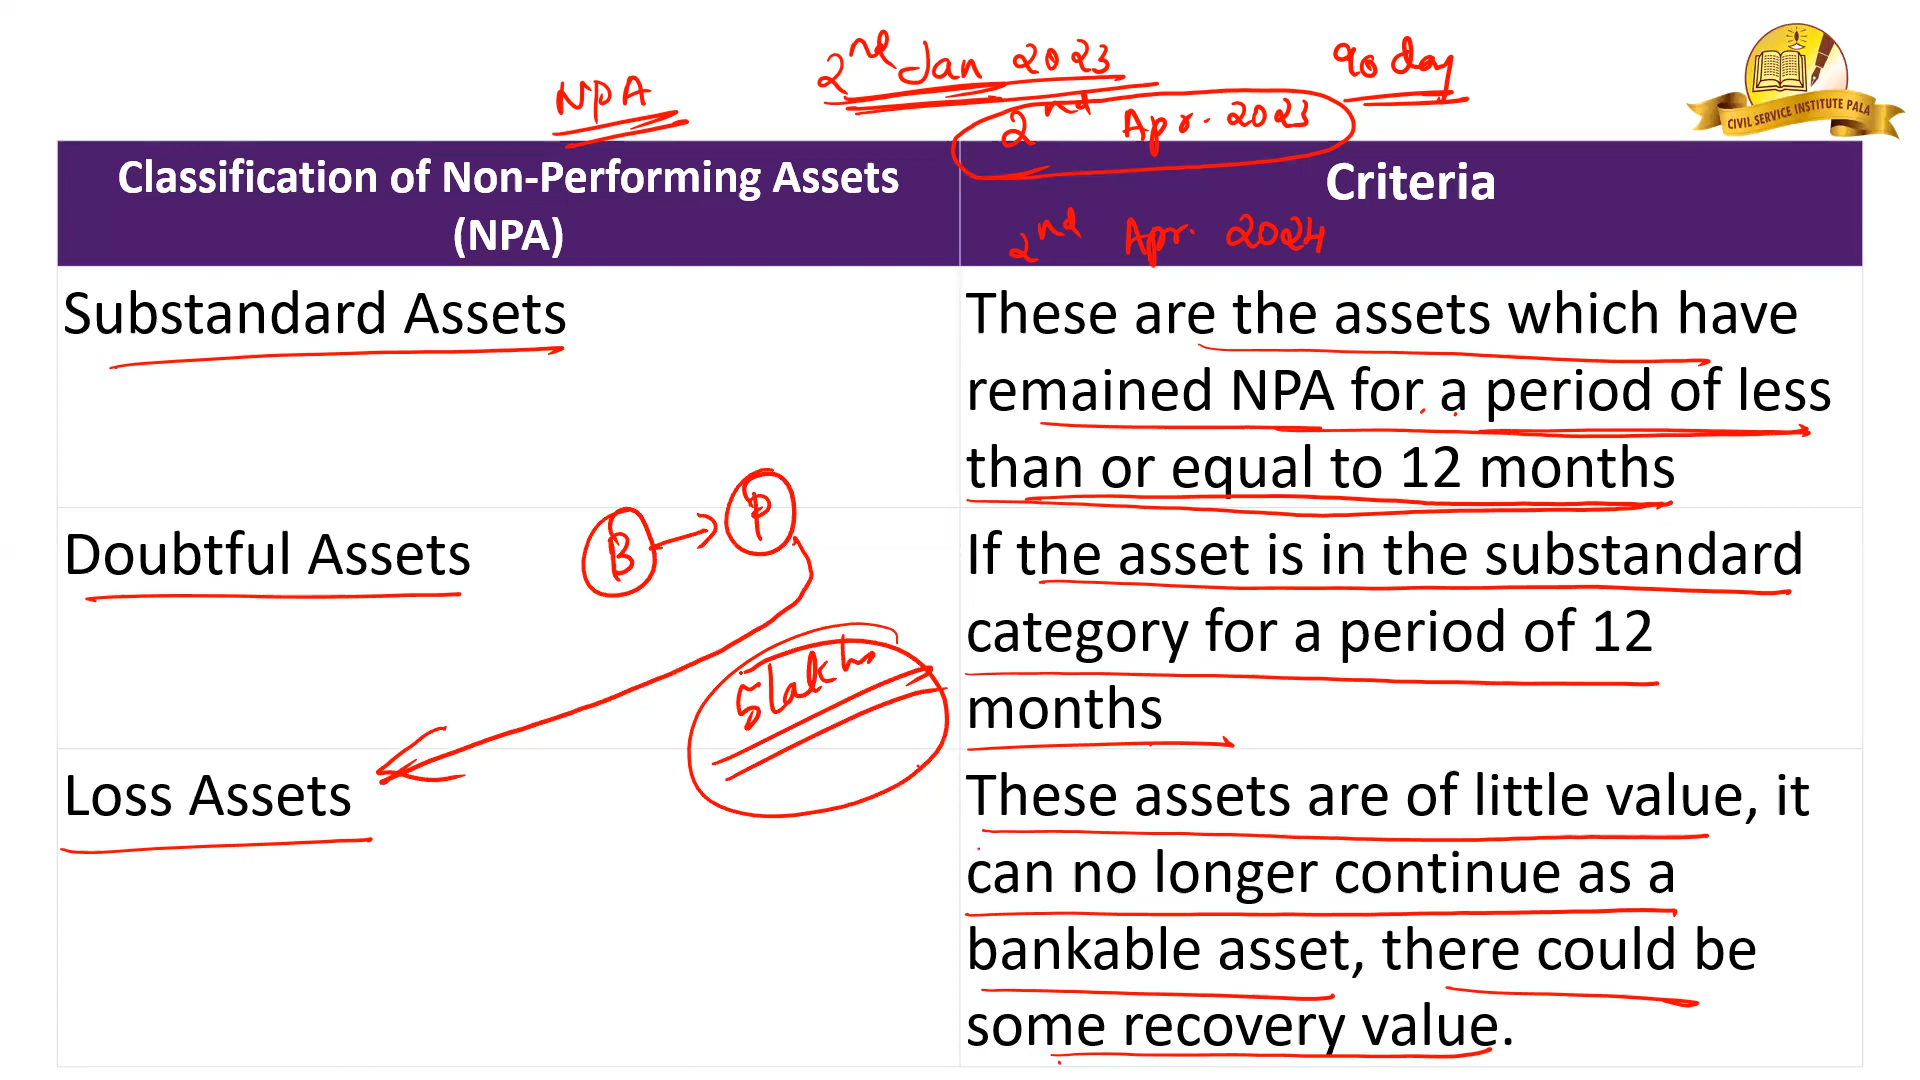 NPA
2nd Jan 2023
90 day
2nd Apr. 2023
CIVIL SERVICE INSTITUTE PALA
Classification of Non-Performing Assets
(NPA)
Criteria
2nd Apr. 2024
Substandard Assets
These are the assets which have
remained NPA for a period of less
than or equal to 12 months
Doubtful Assets
B
P
If the asset is in the substandard
category for a period of 12
months
5 lakhs
Loss Assets
These assets are of little value, it
can no longer continue as a
bankable asset, there could be
some recovery value.